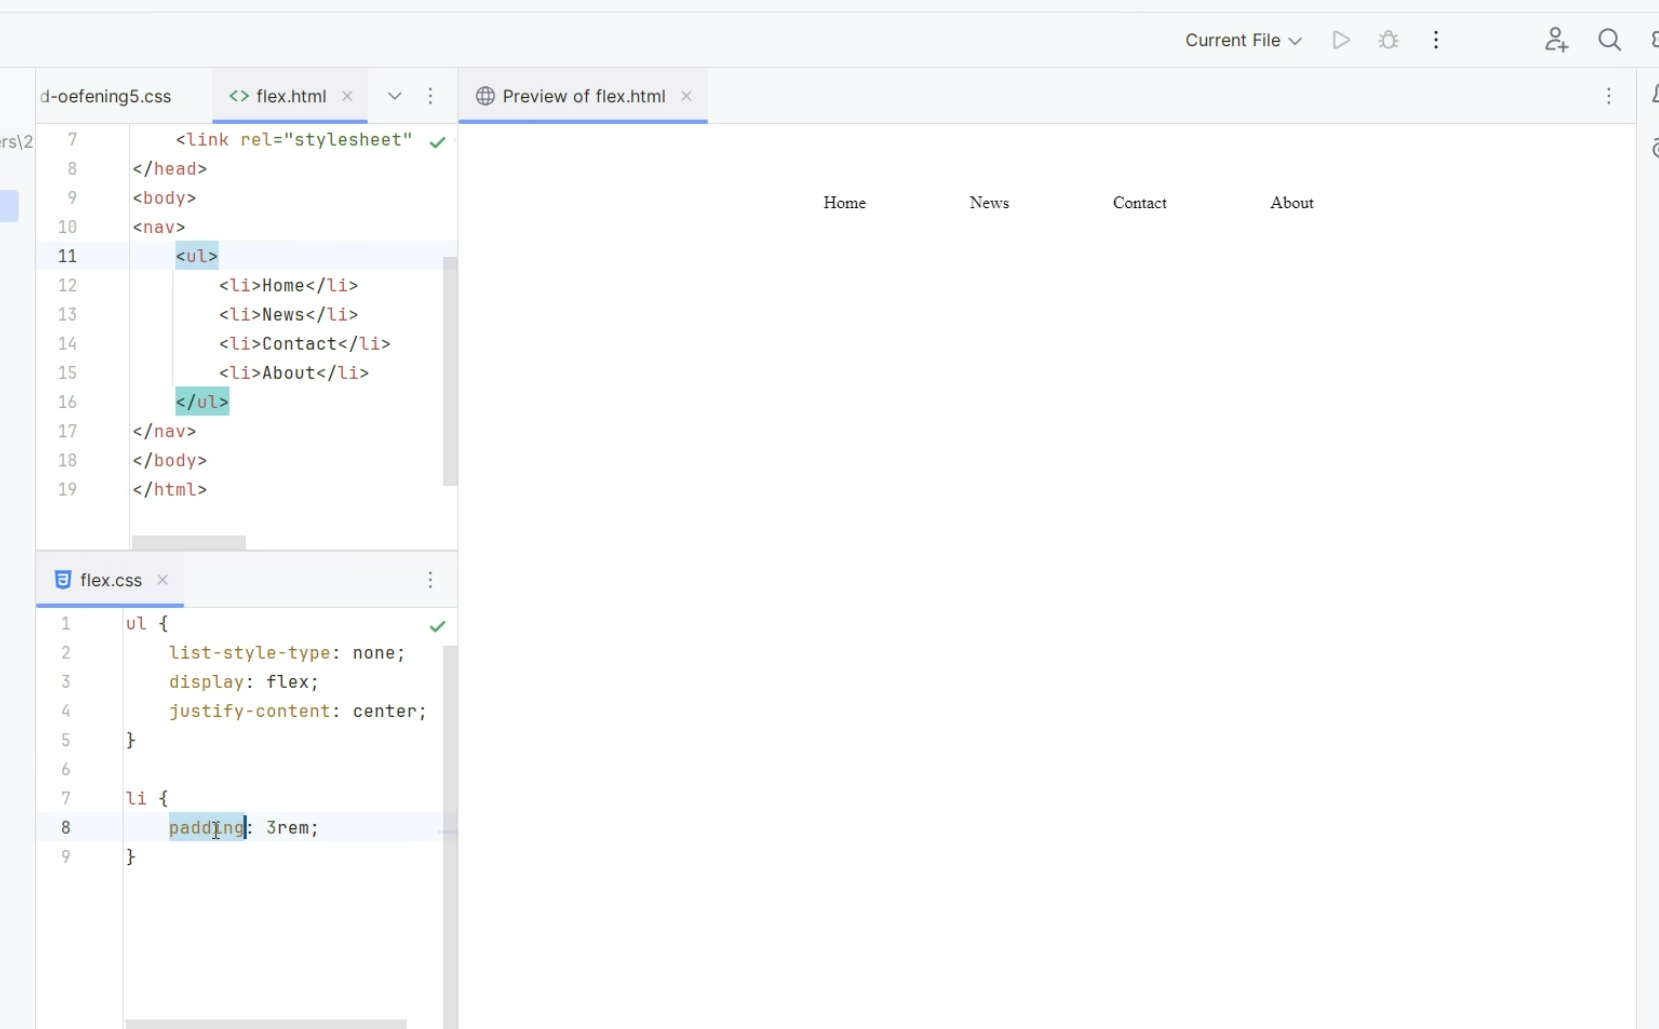 Current File
d-oefening5.css
flex.html
Preview of flex.html
ers\2
7 <link rel="stylesheet"
8 </head>
9 <body>
10 <nav>
11 <ul>
12 <li>Home</li>
13 <li>News</li>
14 <li>Contact</li>
15 <li>About</li>
16 </ul>
17 </nav>
18 </body>
19 </html>
Home News Contact About
flex.css
1 ul {
2 list-style-type: none;
3 display: flex;
4 justify-content: center;
5 }
6
7 li {
8 padding: 3rem;
9 }